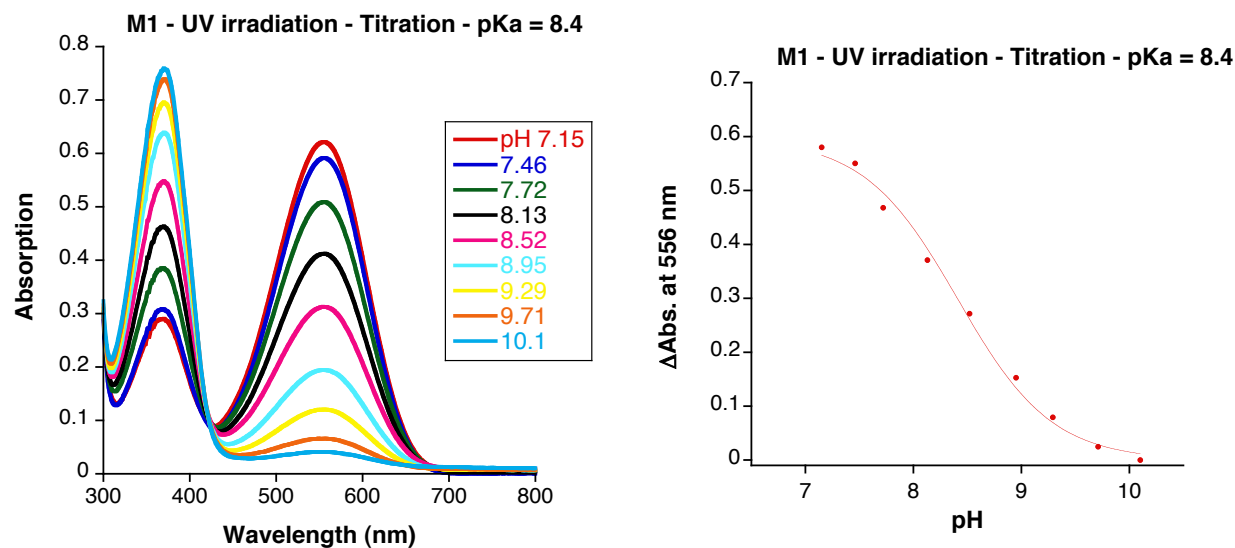 M1 - UV irradiation - Titration - pKa = 8.4
0.8
0.7
0.6
0.5
0.4
0.3
0.2
0.1
0
Absorption
300 400 500 600 700 800
Wavelength (nm)
pH 7.15
7.46
7.72
8.13
8.52
8.95
9.29
9.71
10.1
M1 - UV irradiation - Titration - pKa = 8.4
0.7
0.6
0.5
0.4
0.3
0.2
0.1
0
ΔAbs. at 556 nm
7 8 9 10
pH